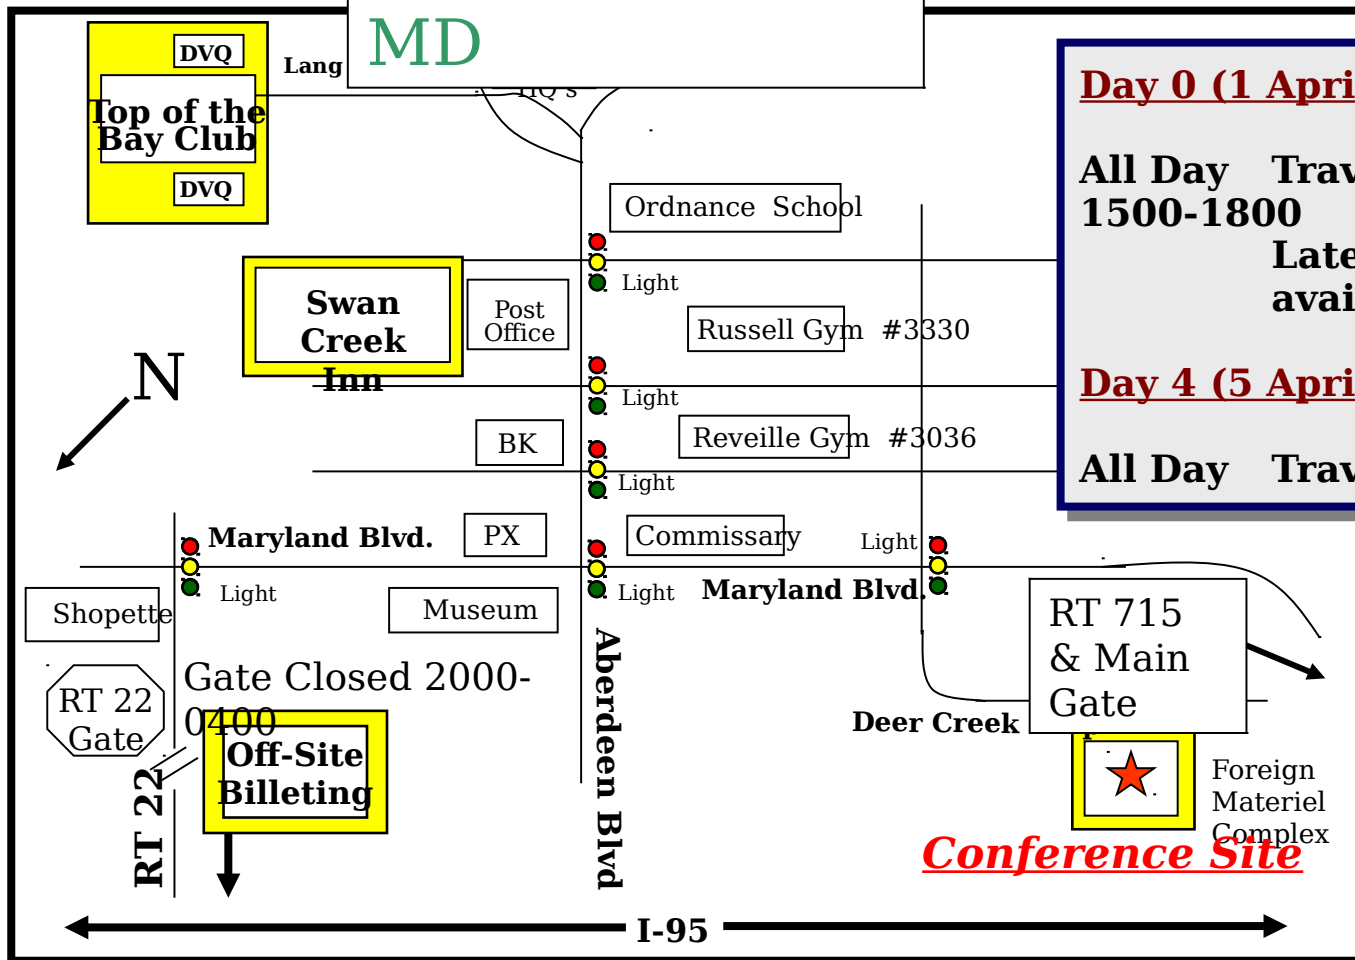 MD
DVQ
Lang
Top of the
Bay Club
DVQ
HQ's
Day 0 (1 Apri
All Day Trav
1500-1800
Late
avai
Day 4 (5 Apri
All Day Trav
Ordnance School
Light
Swan
Creek
Inn
Post
Office
Russell Gym #3330
Light
N
BK
Reveille Gym #3036
Light
Maryland Blvd.
PX
Commissary
Light
Light
Light
Maryland Blvd.
Shopette
Museum
RT 715
& Main
Gate
RT 22
Gate
Gate Closed 2000-
0400
Aberdeen Blvd
Deer Creek
Off-Site
Billeting
RT 22
Foreign
Materiel
Complex
Conference Site
I-95